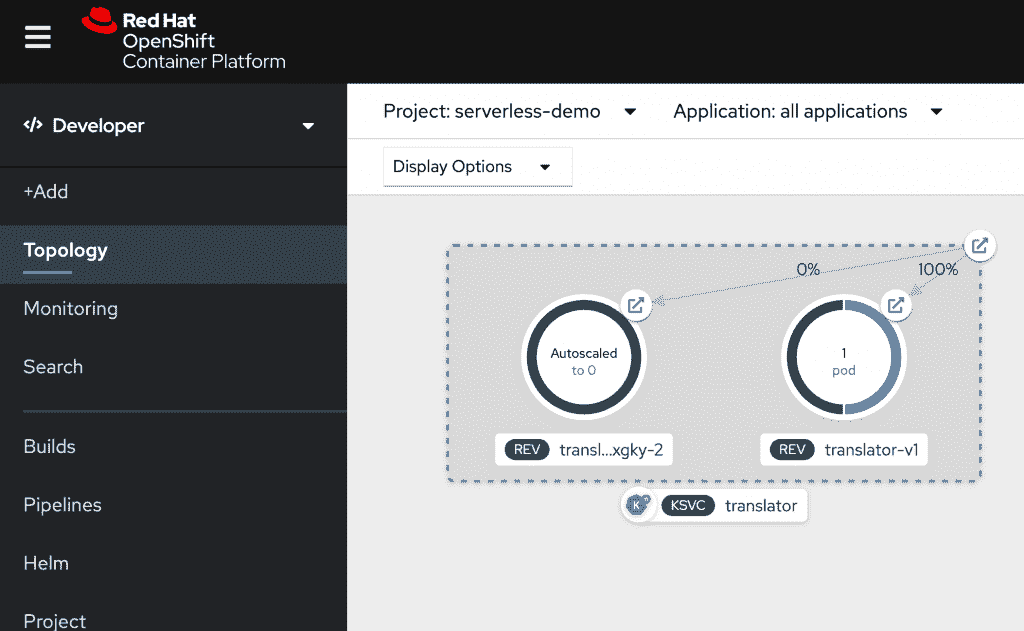 Red Hat
OpenShift
Container Platform
</> Developer
Project: serverless-demo
Application: all applications
Display Options
+Add
Topology
Monitoring
Search
Builds
Pipelines
Helm
Project
0%
100%
Autoscaled
to 0
1
pod
REV transl...xgky-2
REV translator-v1
K
KSVC translator